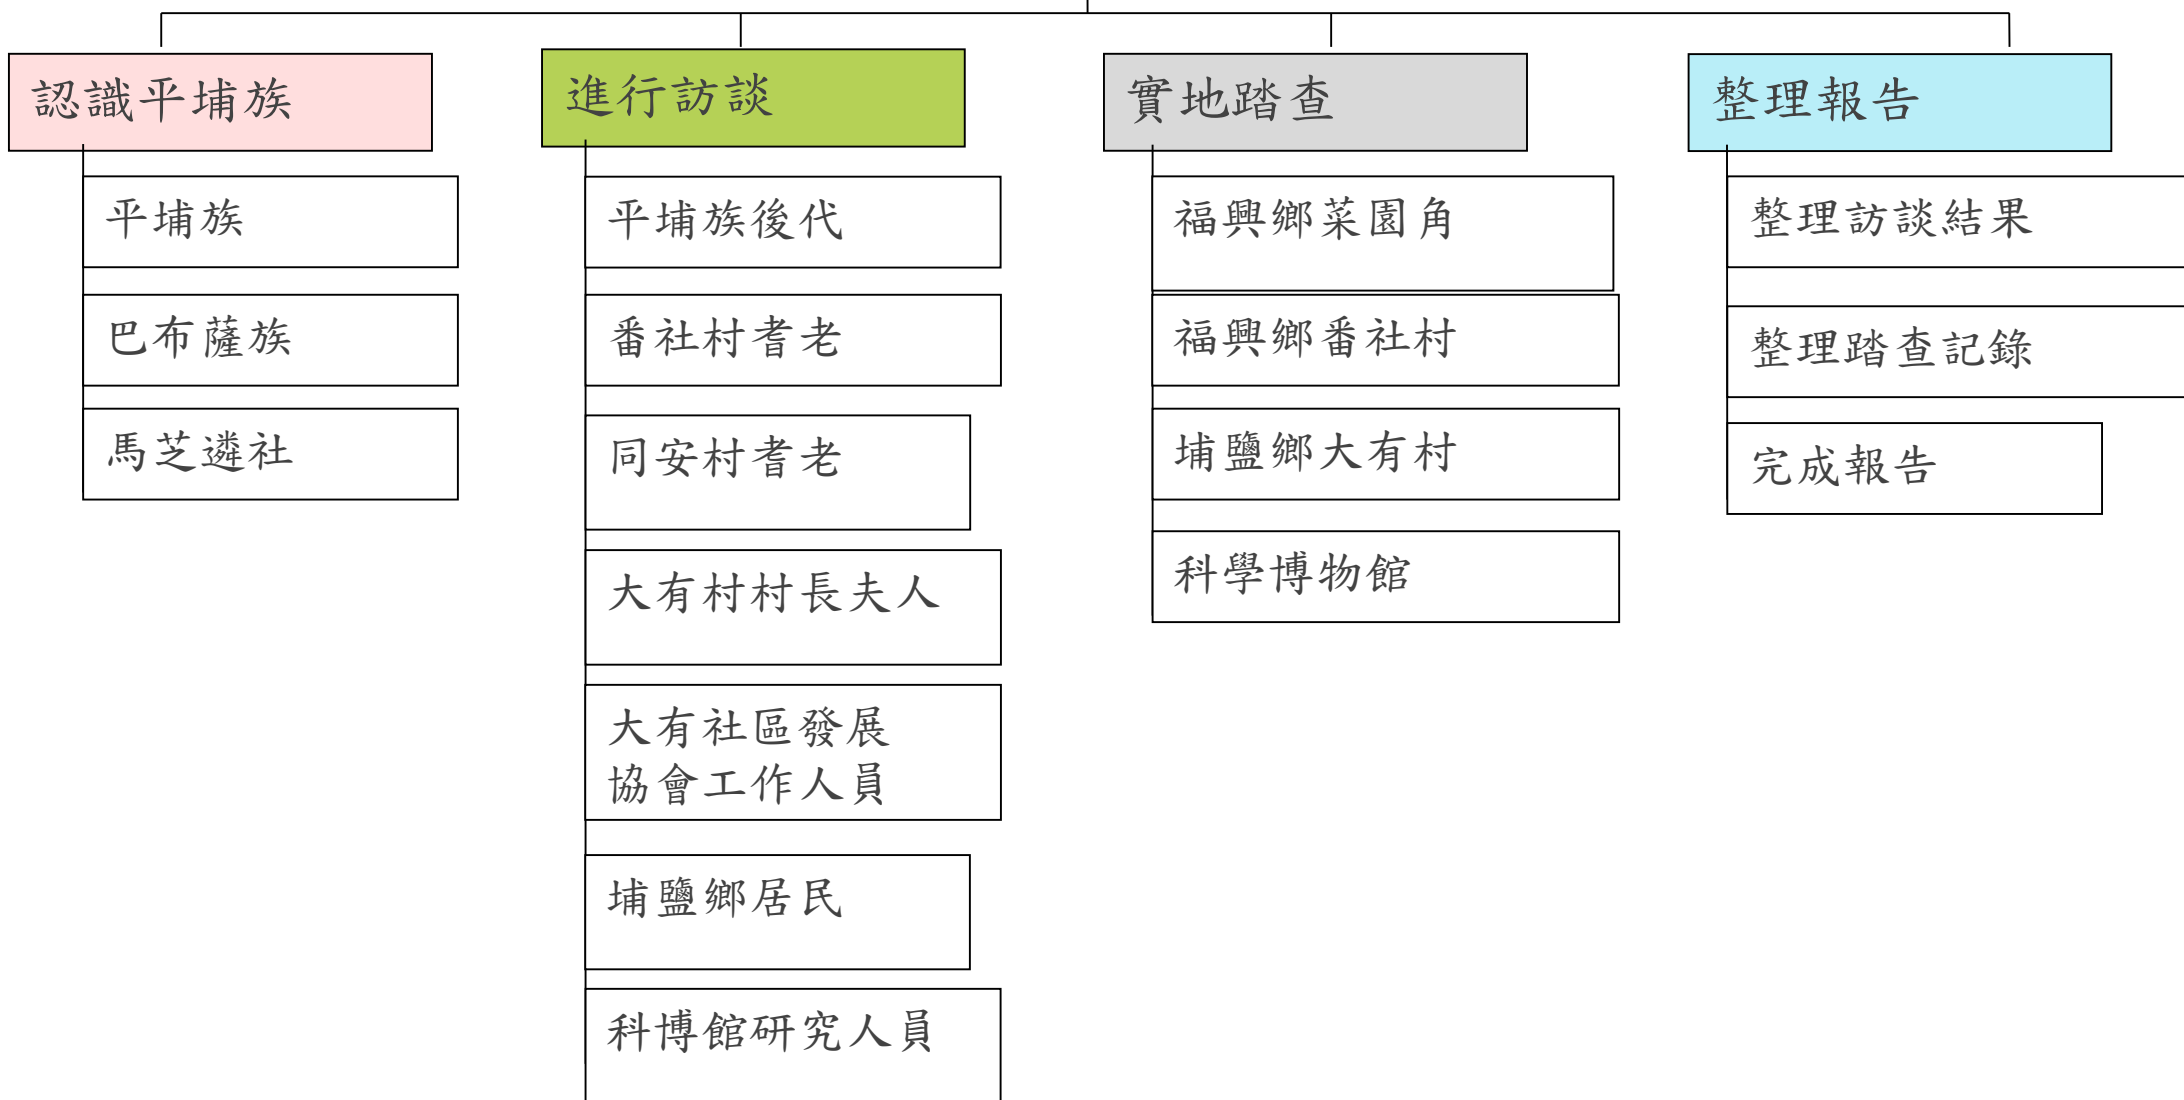 認識平埔族
平埔族
巴布薩族
馬芝遴社
進行訪談
平埔族後代
番社村耆老
同安村耆老
大有村村長夫人
大有社區發展
協會工作人員
埔鹽鄉居民
科博館研究人員
實地踏查
福興鄉菜園角
福興鄉番社村
埔鹽鄉大有村
科學博物館
整理報告
整理訪談結果
整理踏查記錄
完成報告